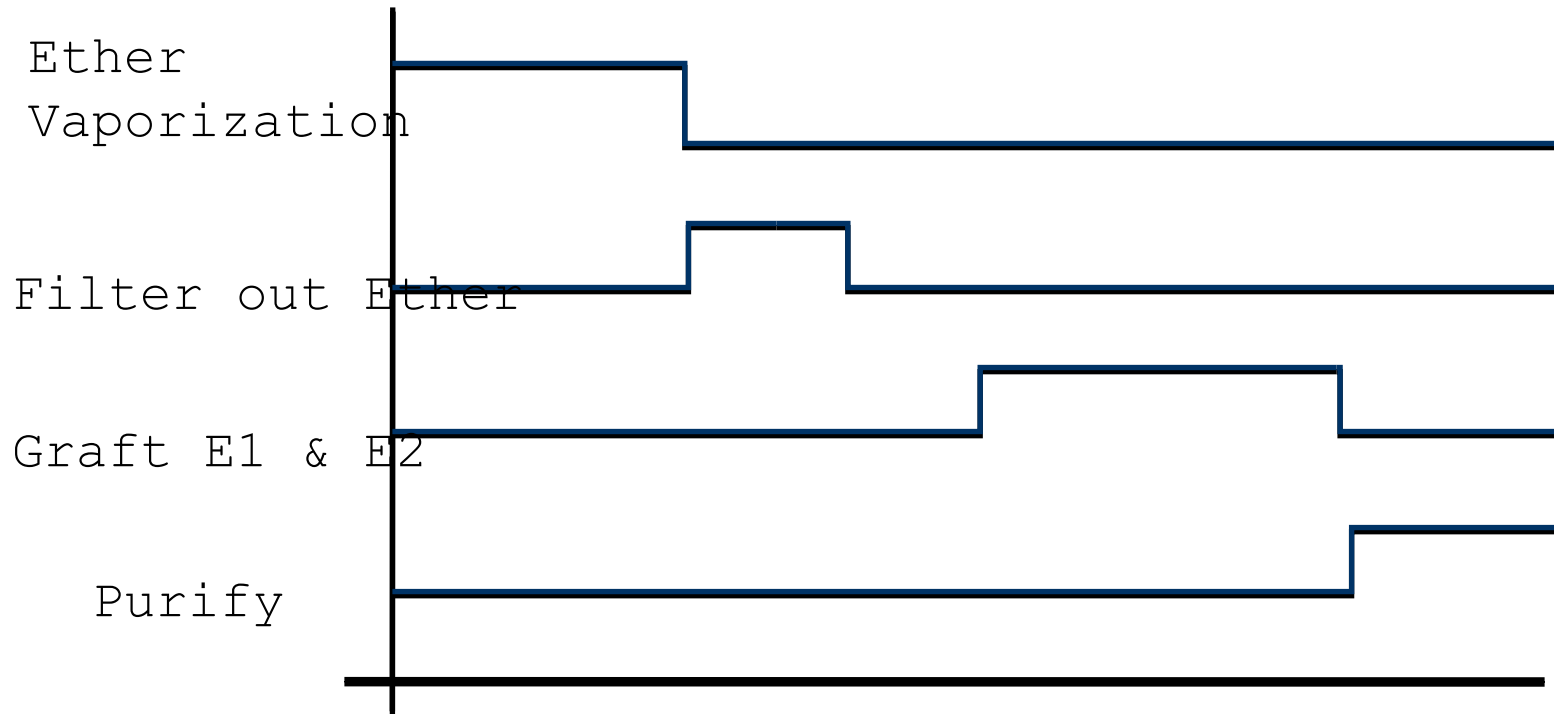 Ether
Vaporization
Filter out Ether
Graft E1 & E2
Purify